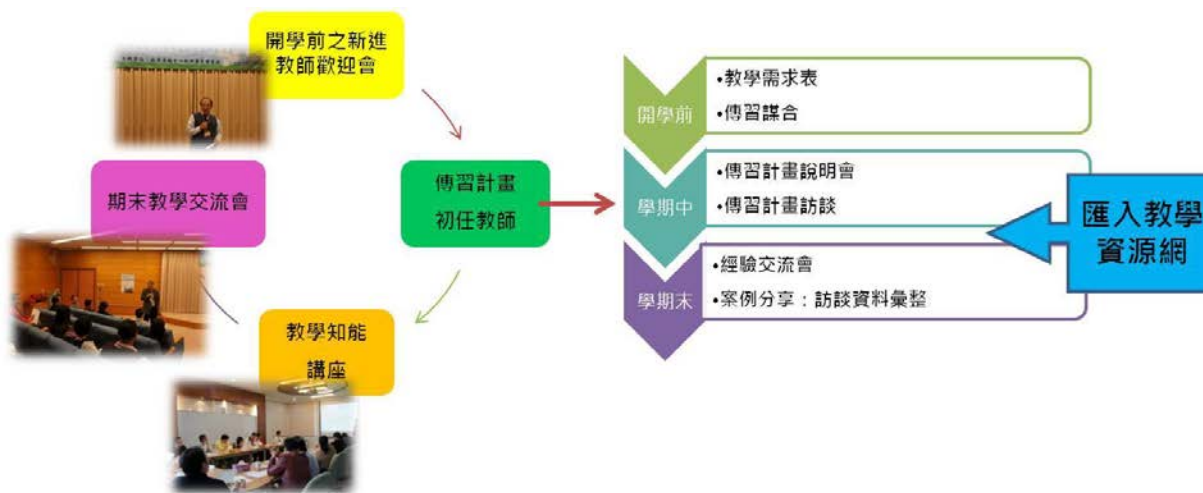 開學前之新進
教師歡迎會
傳習計畫
初任教師
教學知能
講座
期末教學交流會
開學前
•教學需求表
•傳習謀合
學期中
•傳習計畫說明會
•傳習計畫訪談
學期末
•經驗交流會
•案例分享：訪談資料彙整
匯入教學
資源網